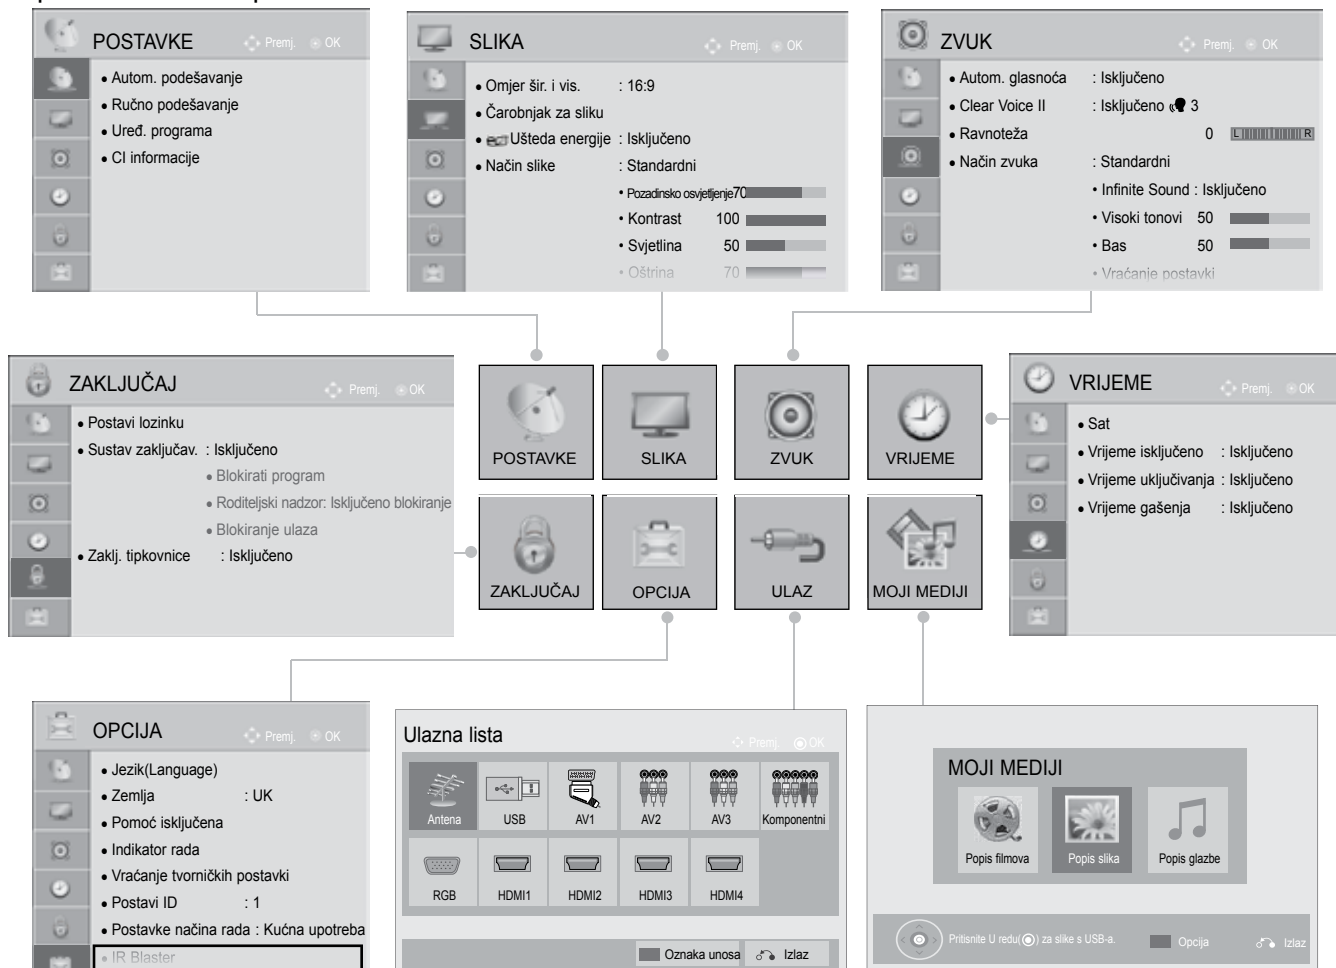 POSTAVKE
Premj. OK
• Autom. podešavanje
• Ručno podešavanje
• Uređ. programa
• CI informacije
SLIKA
Premj. OK
• Omjer šir. i vis. : 16:9
• Čarobnjak za sliku
• Ušteda energije : Isključeno
• Način slike : Standardni
• Pozadinsko osvjetljenje70
• Kontrast 100
• Svjetlina 50
• Oštrina 70
ZVUK
Premj. OK
• Autom. glasnoća : Isključeno
• Clear Voice II : Isključeno 3
• Ravnoteža 0 L R
• Način zvuka : Standardni
• Infinite Sound : Isključeno
• Visoki tonovi 50
• Bas 50
• Vraćanje postavki
ZAKLJUČAJ
Premj. OK
• Postavi lozinku
• Sustav zaključav. : Isključeno
• Blokirati program
• Roditeljski nadzor: Isključeno blokiranje
• Blokiranje ulaza
• Zaklj. tipkovnice : Isključeno
POSTAVKE
SLIKA
ZVUK
VRIJEME
ZAKLJUČAJ
OPCIJA
ULAZ
MOJI MEDIJI
VRIJEME
Premj. OK
• Sat
• Vrijeme isključeno : Isključeno
• Vrijeme uključivanja : Isključeno
• Vrijeme gašenja : Isključeno
OPCIJA
Premj. OK
• Jezik(Language)
• Zemlja : UK
• Pomoć isključena
• Indikator rada
• Vraćanje tvorničkih postavki
• Postavi ID : 1
• Postavke načina rada : Kućna upotreba
• IR Blaster
Ulazna lista
Premj. OK
Antena
USB
AV1
AV2
AV3
Komponentni
RGB
HDMI1
HDMI2
HDMI3
HDMI4
Oznaka unosa
Izlaz
MOJI MEDIJI
Popis filmova
Popis slika
Popis glazbe
Pritisnite U redu(◉) za slike s USB-a.
Opcija
Izlaz